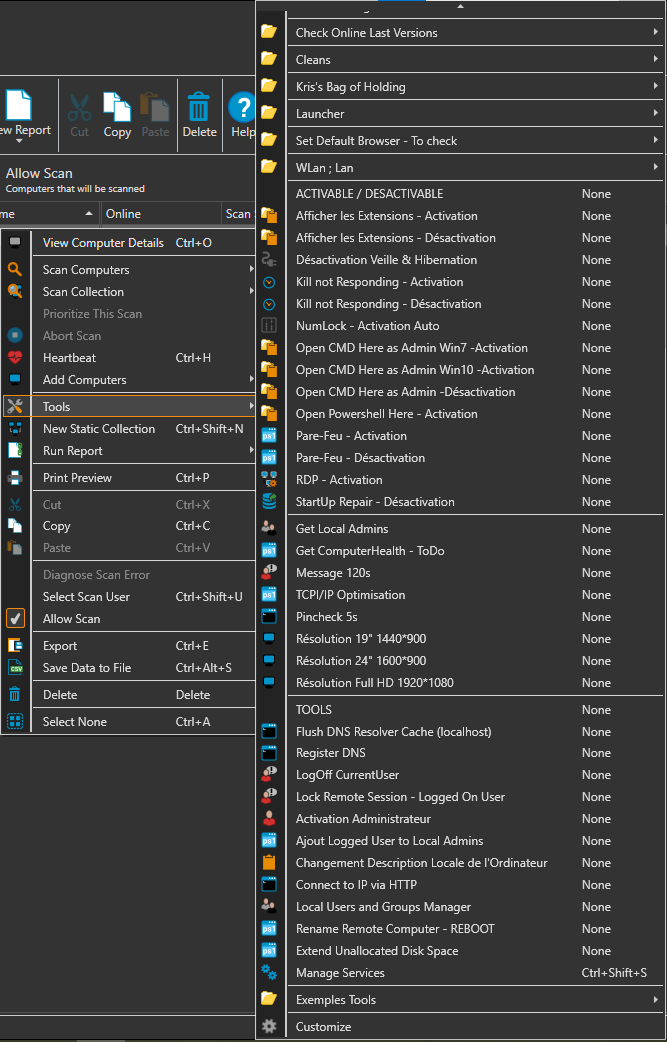 Check Online Last Versions
Cleans
Kris's Bag of Holding
Launcher
Set Default Browser - To check
WLan ; Lan
ACTIVABLE / DESACTIVABLE None
Afficher les Extensions - Activation None
Afficher les Extensions - Désactivation None
Désactivation Veille & Hibernation None
Kill not Responding - Activation None
Kill not Responding - Désactivation None
NumLock - Activation Auto None
Open CMD Here as Admin Win7 -Activation None
Open CMD Here as Admin Win10 -Activation None
Open CMD Here as Admin -Désactivation None
Open Powershell Here - Activation None
Pare-Feu - Activation None
Pare-Feu - Désactivation None
RDP - Activation None
StartUp Repair - Désactivation None
Get Local Admins None
Get ComputerHealth - ToDo None
Message 120s None
TCPI/IP Optimisation None
Pincheck 5s None
Résolution 19" 1440*900 None
Résolution 24" 1600*900 None
Résolution Full HD 1920*1080 None
TOOLS None
Flush DNS Resolver Cache (localhost) None
Register DNS None
LogOff CurrentUser None
Lock Remote Session - Logged On User None
Activation Administrateur None
Ajout Logged User to Local Admins None
Changement Description Locale de l'Ordinateur None
Connect to IP via HTTP None
Local Users and Groups Manager None
Rename Remote Computer - REBOOT None
Extend Unallocated Disk Space None
Manage Services Ctrl+Shift+S
Exemples Tools
Customize
ew Report Cut Copy Paste Delete Help
Allow Scan
Computers that will be scanned
me Online Scan
View Computer Details Ctrl+O
Scan Computers
Scan Collection
Prioritize This Scan
Abort Scan
Heartbeat Ctrl+H
Add Computers
Tools
New Static Collection Ctrl+Shift+N
Run Report
Print Preview Ctrl+P
Cut Ctrl+X
Copy Ctrl+C
Paste Ctrl+V
Diagnose Scan Error
Select Scan User Ctrl+Shift+U
Allow Scan
Export Ctrl+E
Save Data to File Ctrl+Alt+S
Delete Delete
Select None Ctrl+A